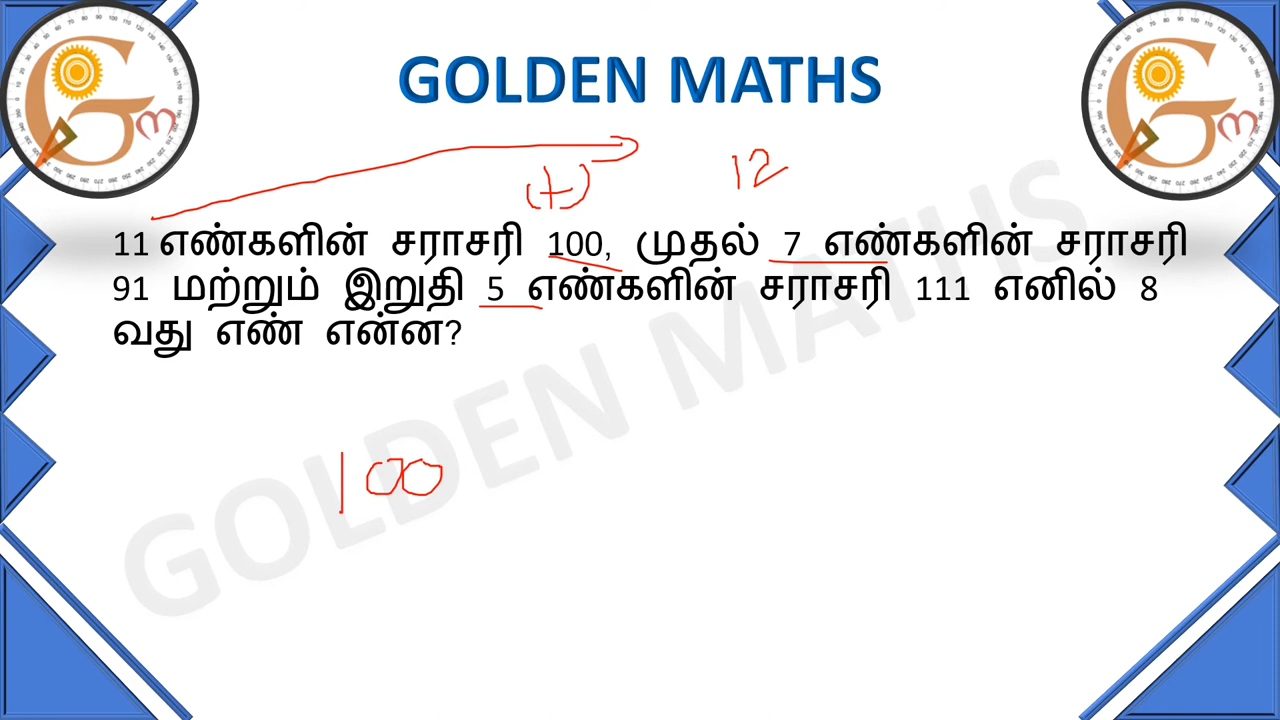 GOLDEN MATHS
(+)
12
11 எண்களின் சராசரி 100, முதல் 7 எண்களின் சராசரி
91 மற்றும் இறுதி 5 எண்களின் சராசரி 111 எனில் 8
வது எண் என்ன?
100
GOLDEN MATHS